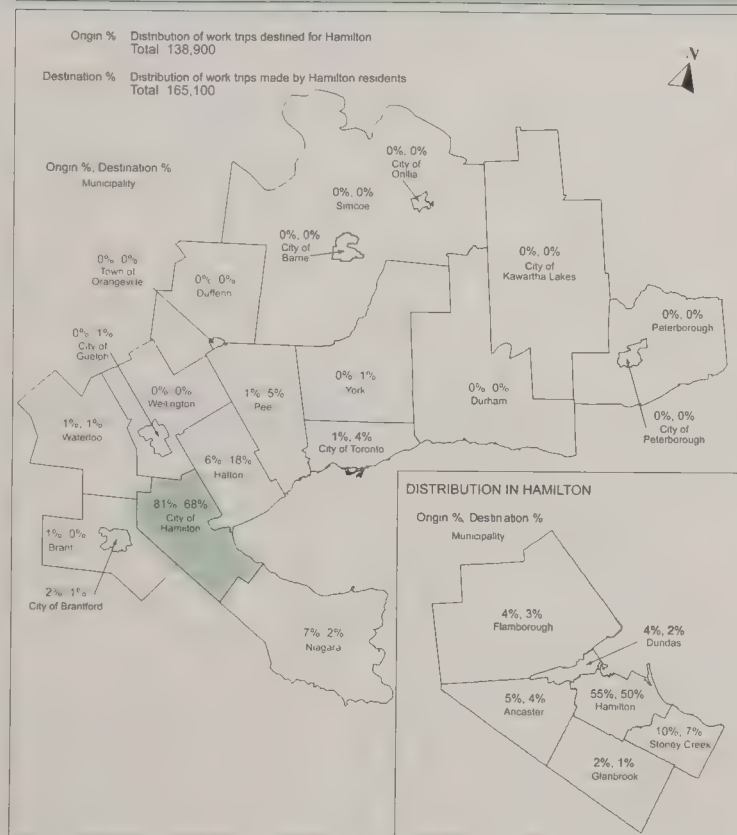 Origin % Distribution of work trips destined for Hamilton
Total 138,900
Destination % Distribution of work trips made by Hamilton residents
Total 165,100
N
Origin %, Destination %
Municipality
0%, 0%
City of
Orillia
0%, 0%
Simcoe
0%, 0%
City of
Barrie
0%, 0%
City of
Kawartha Lakes
0% 0%
Town of
Orangeville
0% 0%
Dufferin
0%, 0%
Peterborough
0% 1%
City of
Guelph
0% 0%
Wellington
1% 5%
Peel
0% 1%
York
0% 0%
Durham
0%, 0%
City of
Peterborough
1%, 1%
Waterloo
1%, 4%
City of Toronto
6% 18%
Halton
81% 68%
City of
Hamilton
1% 0%
Brant
2% 1%
City of Brantford
7% 2%
Niagara
DISTRIBUTION IN HAMILTON
Origin %, Destination %
Municipality
4%, 3%
Flamborough
4%, 2%
Dundas
5%, 4%
Ancaster
55%, 50%
Hamilton
10%, 7%
Stoney Creek
2%, 1%
Glanbrook